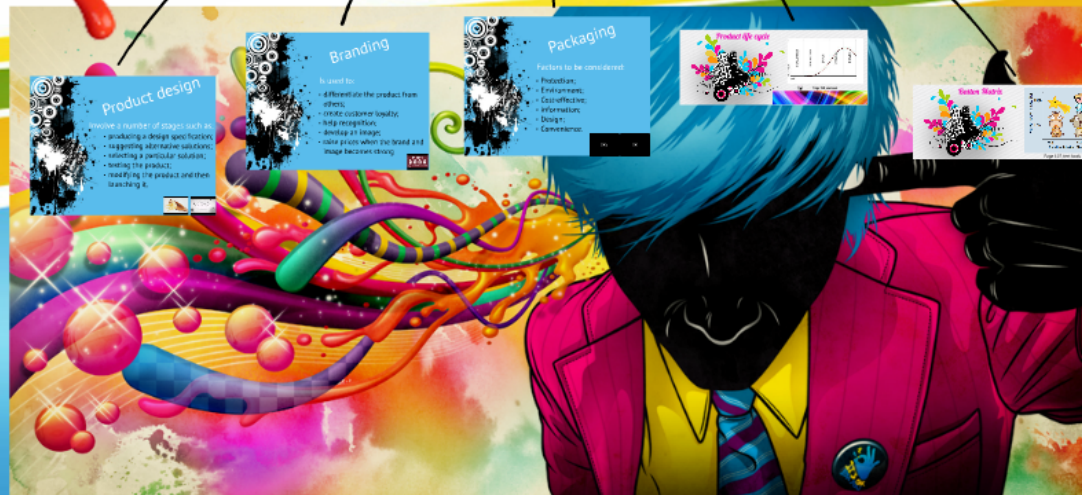 Product design
Involve a number of stages such as:
- producing a design specification;
- suggesting alternative solutions;
- selecting a particular solution;
- testing the product;
- modifying the product and then
launching it.
Branding
Is used to:
- differentiate the product from
others;
- create customer loyalty;
- help recognition;
- develop an image;
- raise prices when the brand and
image becomes strong.
Packaging
Factors to be considered:
- Protection;
- Environment;
- Cost-effective;
- Information;
- Design;
- Convenience.
Product life cycle
Boston Matrix